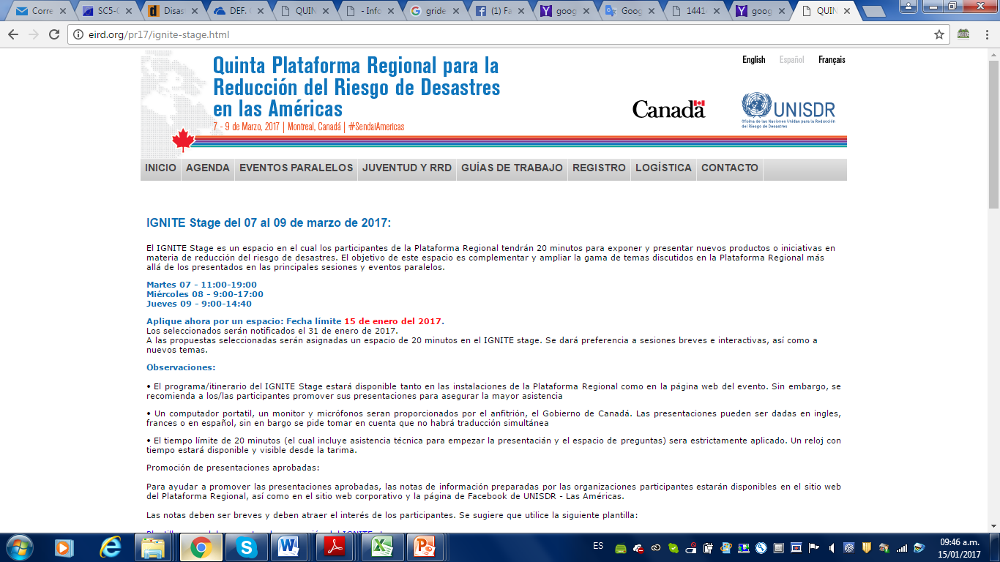 Corre
SC5-
Disas
DEF.
QUIN
- Info
gride
(1) Fa
goog
Goog
1441
goog
QUIN
eird.org/pr17/ignite-stage.html
Quinta Plataforma Regional para la
Reducción del Riesgo de Desastres
en las Américas
7 - 9 de Marzo, 2017 | Montreal, Canadá | #SendaiAmericas
English Español Français
Canada
UNISDR
Oficina de las Naciones Unidas para la Reducción
del Riesgo de Desastres
INICIO AGENDA EVENTOS PARALELOS JUVENTUD Y RRD GUÍAS DE TRABAJO REGISTRO LOGÍSTICA CONTACTO
IGNITE Stage del 07 al 09 de marzo de 2017:
El IGNITE Stage es un espacio en el cual los participantes de la Plataforma Regional tendrán 20 minutos para exponer y presentar nuevos productos o iniciativas en
materia de reducción del riesgo de desastres. El objetivo de este espacio es complementar y ampliar la gama de temas discutidos en la Plataforma Regional más
allá de los presentados en las principales sesiones y eventos paralelos.
Martes 07 - 11:00-19:00
Miércoles 08 - 9:00-17:00
Jueves 09 - 9:00-14:40
Aplique ahora por un espacio: Fecha límite 15 de enero del 2017.
Los seleccionados serán notificados el 31 de enero de 2017.
A las propuestas seleccionadas serán asignadas un espacio de 20 minutos en el IGNITE stage. Se dará preferencia a sesiones breves e interactivas, así como a
nuevos temas.
Observaciones:
• El programa/itinerario del IGNITE Stage estará disponible tanto en las instalaciones de la Plataforma Regional como en la página web del evento. Sin embargo, se
recomienda a los/las participantes promover sus presentaciones para asegurar la mayor asistencia
• Un computador portatil, un monitor y micrófonos seran proporcionados por el anfitrión, el Gobierno de Canadá. Las presentaciones pueden ser dadas en ingles,
frances o en español, sin en bargo se pide tomar en cuenta que no habrá traducción simultánea
• El tiempo límite de 20 minutos (el cual incluye asistencia técnica para empezar la presentacián y el espacio de preguntas) sera estrictamente aplicado. Un reloj con
tiempo estará disponible y visible desde la tarima.
Promoción de presentaciones aprobadas:
Para ayudar a promover las presentaciones aprobadas, las notas de información preparadas por las organizaciones participantes estarán disponibles en el sitio web
del Plataforma Regional, así como en el sitio web corporativo y la página de Facebook de UNISDR - Las Américas.
Las notas deben ser breves y deben atraer el interés de los participantes. Se sugiere que utilice la siguiente plantilla:
ES
09:46 a.m.
15/01/2017